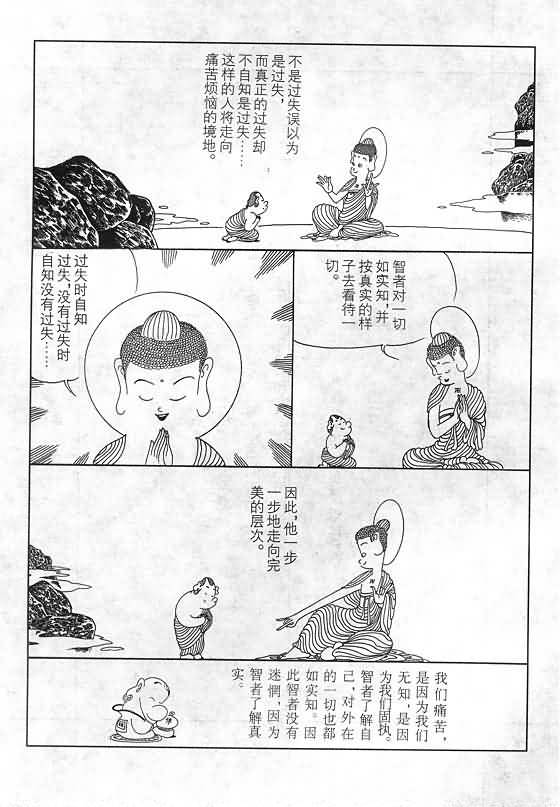 不是过失误以为
是过失，
而真正的过失却
不自知是过失……
这样的人将走向
痛苦烦恼的境地。
智者对一切
如实知，并
按真实的样
子去看待一
切。
过失时自知
过失，没有过失时
自知没有过失……
因此，他一步
一步地走向完
美的层次。
我们痛苦，
是因为我们
无知，是因
为我们固执。
智者了解自
己，对外在
的一切也都
如实知。因
此智者没有
迷惘，因为
智者了解真
实。